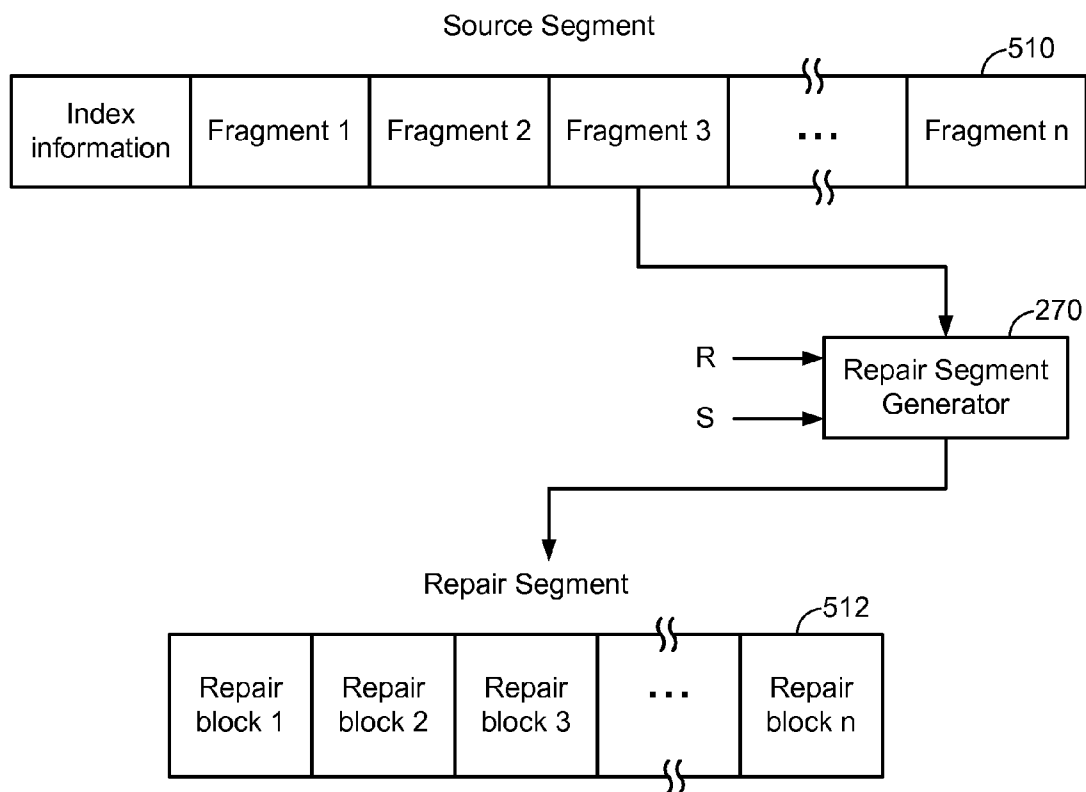 Source Segment
510
Index
information
Fragment 1
Fragment 2
Fragment 3
...
Fragment n
270
R
S
Repair Segment
Generator
Repair Segment
512
Repair
block 1
Repair
block 2
Repair
block 3
...
Repair
block n